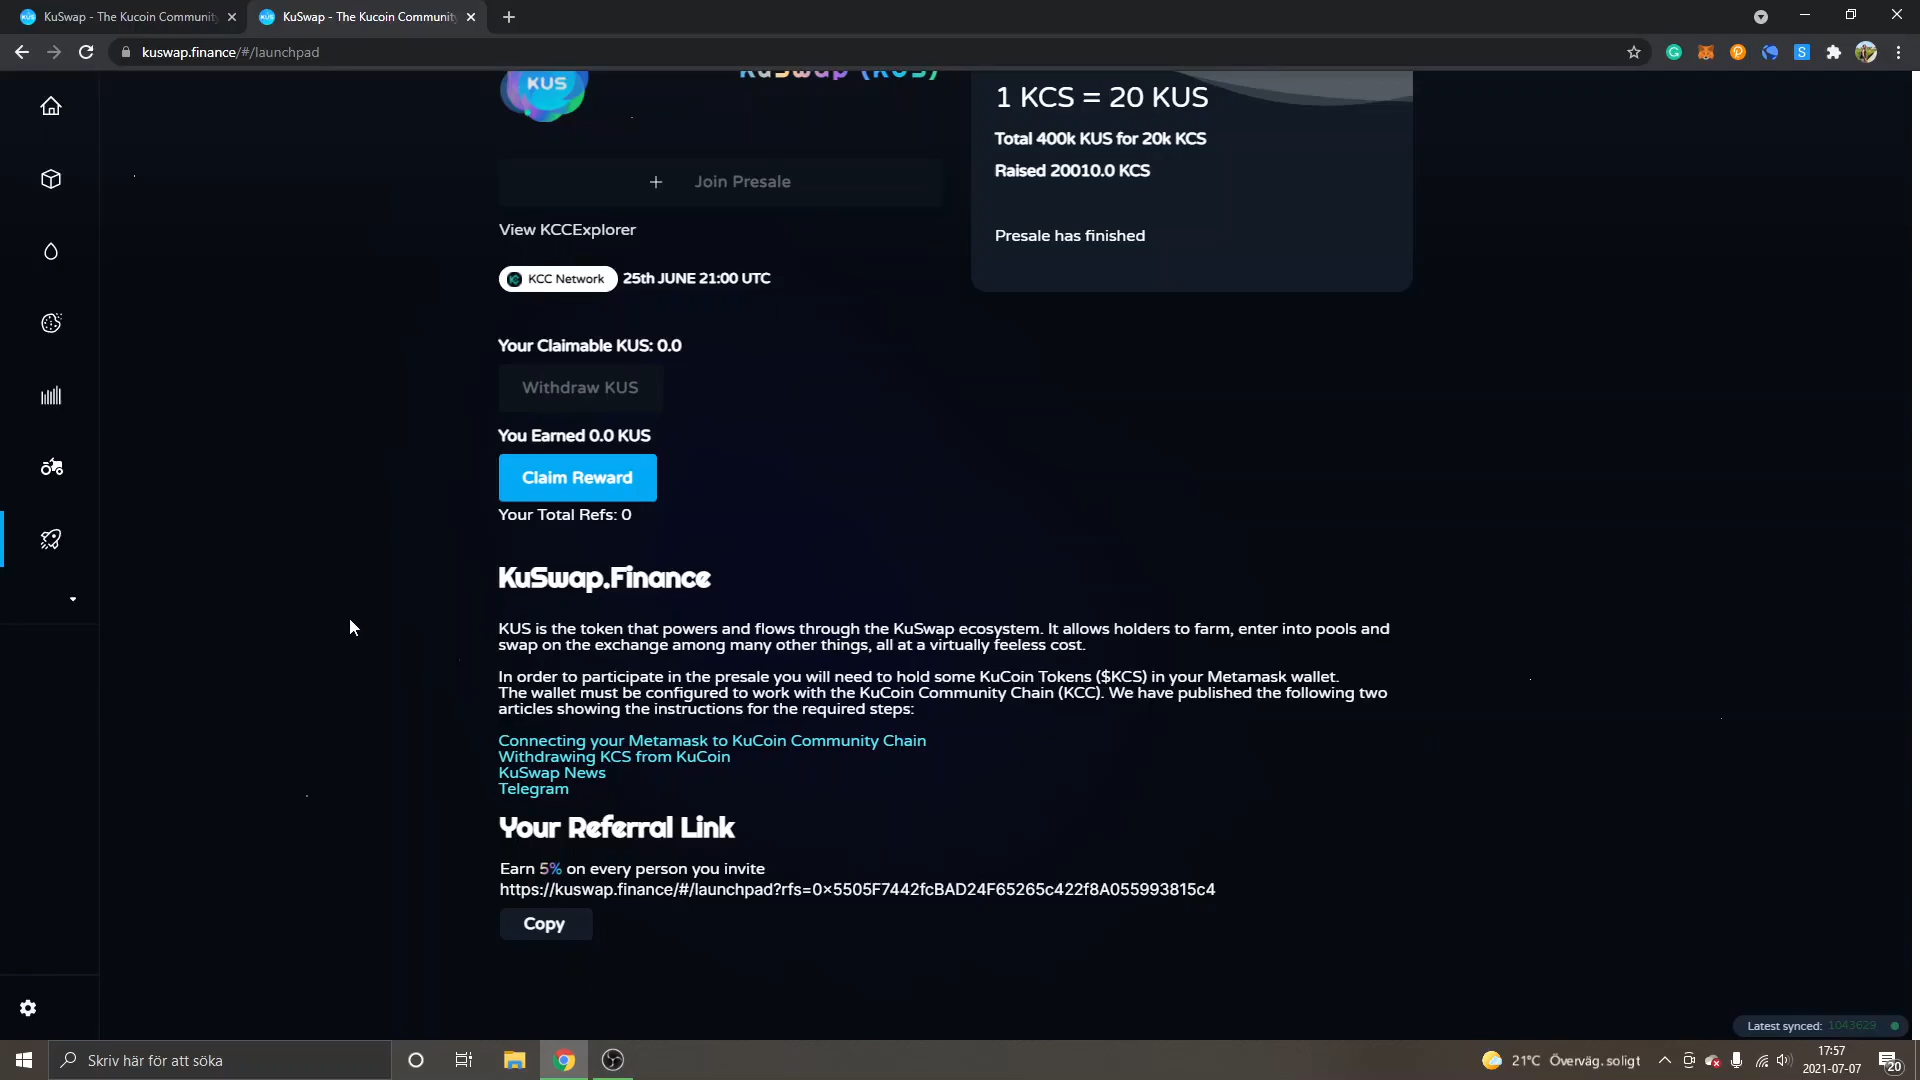 KuSwap - The Kucoin Community
KuSwap - The Kucoin Community
kuswap.finance/#/launchpad
KUS
KuSwap (KUS)
1 KCS = 20 KUS
Total 400k KUS for 20k KCS
Raised 20010.0 KCS
Join Presale
View KCCExplorer
Presale has finished
KCC Network 25th JUNE 21:00 UTC
Your Claimable KUS: 0.0
Withdraw KUS
You Earned 0.0 KUS
Claim Reward
Your Total Refs: 0
KuSwap.Finance
KUS is the token that powers and flows through the KuSwap ecosystem. It allows holders to farm, enter into pools and
swap on the exchange among many other things, all at a virtually feeless cost.
In order to participate in the presale you will need to hold some KuCoin Tokens ($KCS) in your Metamask wallet.
The wallet must be configured to work with the KuCoin Community Chain (KCC). We have published the following two
articles showing the instructions for the required steps:
Connecting your Metamask to KuCoin Community Chain
Withdrawing KCS from KuCoin
KuSwap News
Telegram
Your Referral Link
Earn 5% on every person you invite
https://kuswap.finance/#/launchpad?rfs=0x5505F7442fcBAD24F65265c422f8A055993815c4
Copy
Latest synced: 1043629
Skriv här för att söka
21°C Överväg. soligt
17:57
2021-07-07
20